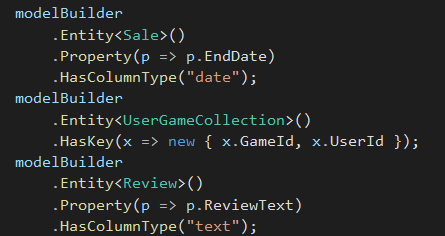 modelBuilder
    .Entity<Sale>()
    .Property(p => p.EndDate)
    .HasColumnType("date");
modelBuilder
    .Entity<UserGameCollection>()
    .HasKey(x => new { x.GameId, x.UserId });
modelBuilder
    .Entity<Review>()
    .Property(p => p.ReviewText)
    .HasColumnType("text");